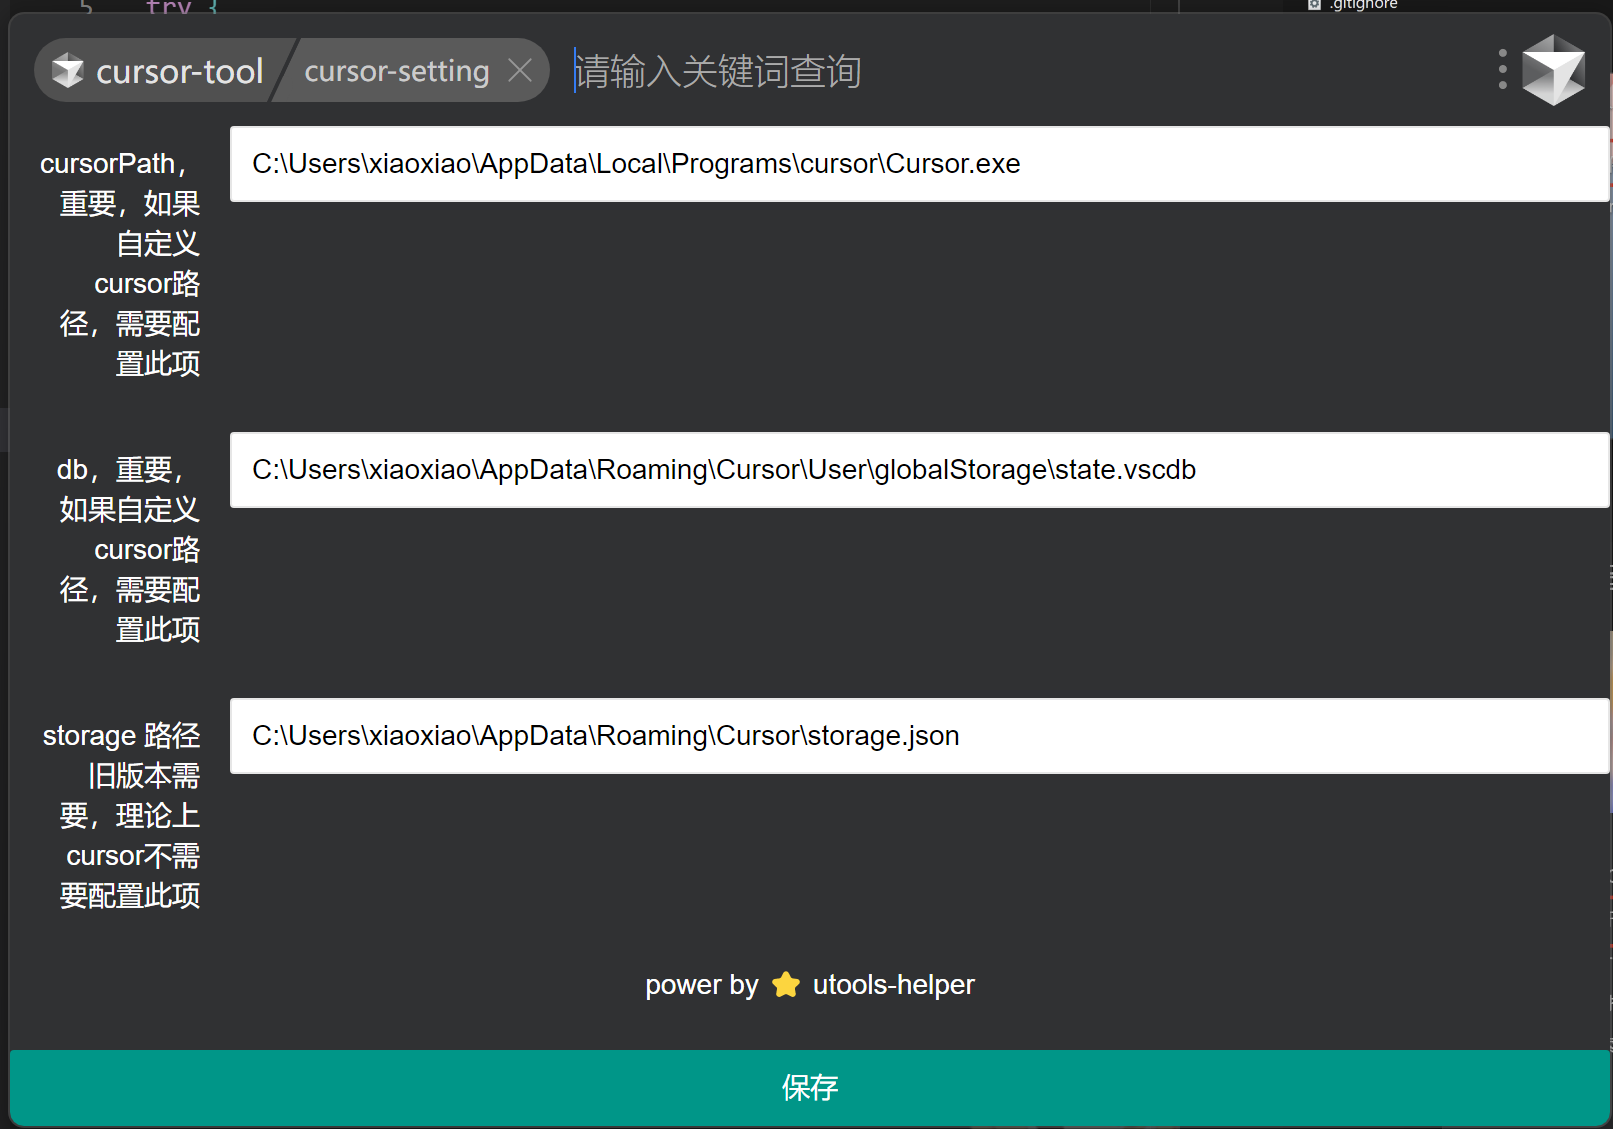 5 try {
.gitignore
cursor-tool
cursor-setting
请输入关键词查询
cursorPath，
重要，如果
自定义
cursor路
径，需要配
置此项
C:\Users\xiaoxiao\AppData\Local\Programs\cursor\Cursor.exe
db，重要，
如果自定义
cursor路
径，需要配
置此项
C:\Users\xiaoxiao\AppData\Roaming\Cursor\User\globalStorage\state.vscdb
storage 路径
旧版本需
要，理论上
cursor不需
要配置此项
C:\Users\xiaoxiao\AppData\Roaming\Cursor\storage.json
power by ⭐ utools-helper
保存